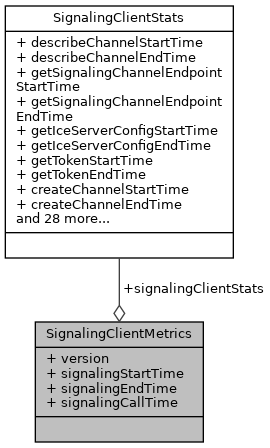 SignalingClientStats
+ describeChannelStartTime
+ describeChannelEndTime
+ getSignalingChannelEndpoint
StartTime
+ getSignalingChannelEndpoint
EndTime
+ getIceServerConfigStartTime
+ getIceServerConfigEndTime
+ getTokenStartTime
+ getTokenEndTime
+ createChannelStartTime
+ createChannelEndTime
and 28 more...
+signalingClientStats
SignalingClientMetrics
+ version
+ signalingStartTime
+ signalingEndTime
+ signalingCallTime